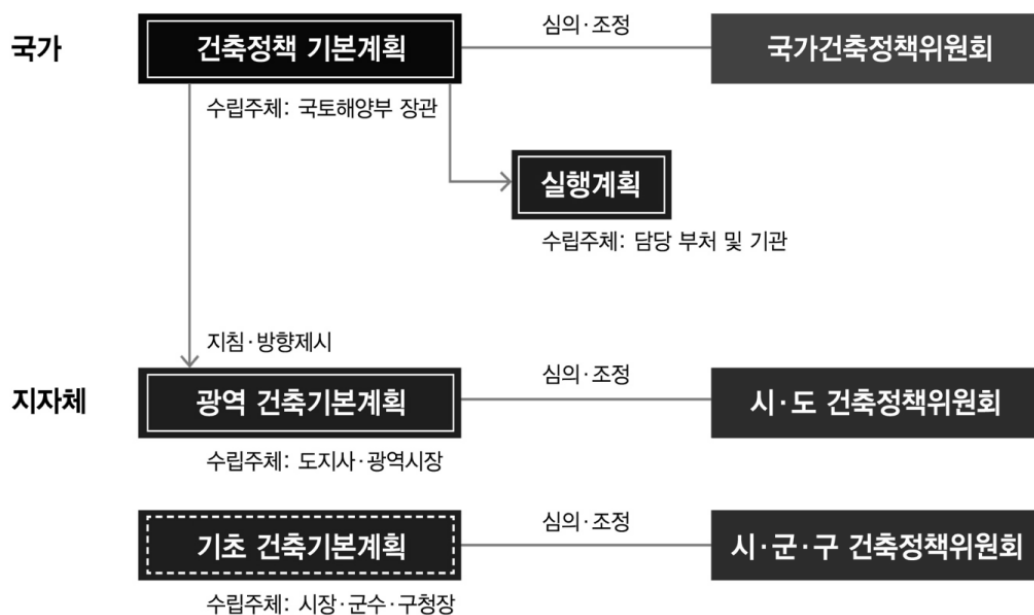 국가
건축정책 기본계획
심의·조정
국가건축정책위원회
수립주체: 국토해양부 장관
실행계획
수립주체: 담당 부처 및 기관
지침·방향제시
지자체
광역 건축기본계획
심의·조정
시·도 건축정책위원회
수립주체: 도지사·광역시장
기초 건축기본계획
심의·조정
시·군·구 건축정책위원회
수립주체: 시장·군수·구청장